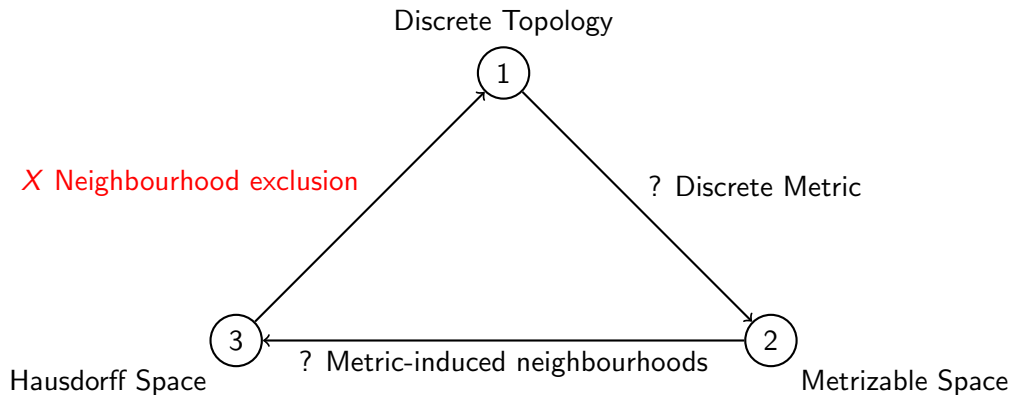 Discrete Topology
1
X Neighbourhood exclusion
? Discrete Metric
3
2
? Metric-induced neighbourhoods
Hausdorff Space
Metrizable Space